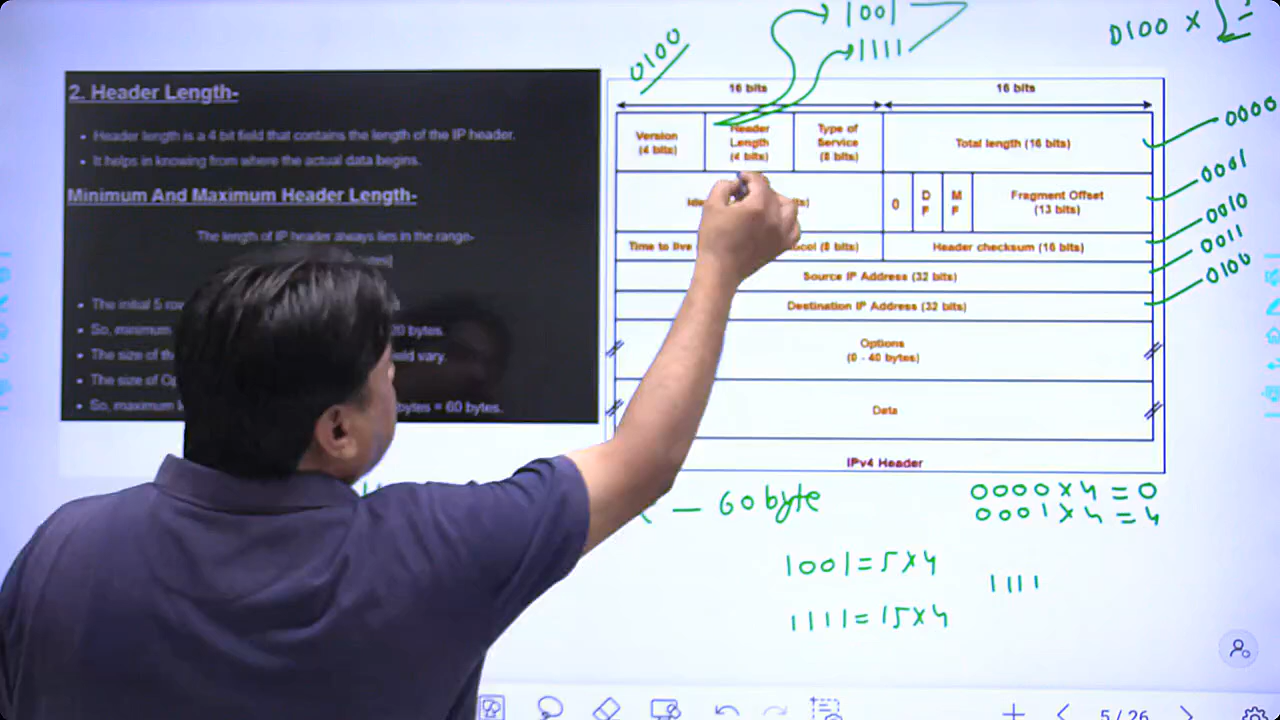 1001
1111
0100
0100 ×
16 bits
16 bits
2. Header Length-
Header length is a 4 bit field that contains the length of the IP header.
It helps in knowing from where the actual data begins.
Minimum And Maximum Header Length-
The length of IP header always lies in the range-
The initial 5
So, minimum
20 bytes.
The size of
vary.
The size of
So, maximum
bytes = 60 bytes.
Version
(4 bits)
Header
Length
(4 bits)
Type of
Service
(8 bits)
Total length (16 bits)
0000
0
D
F
M
F
Fragment Offset
(13 bits)
0001
Time to live
(8 bits)
Header checksum (16 bits)
0010
Source IP Address (32 bits)
0011
Destination IP Address (32 bits)
0100
Options
(0 - 40 bytes)
Data
IPv4 Header
– 60 byte
0000 × 4 = 0
0001 × 4 = 4
1001 = 5 × 4
1111
1111 = 15 × 4
5 / 26